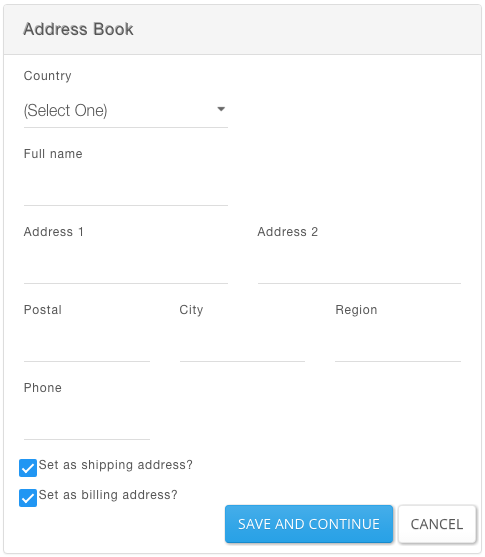 Address Book
Country
(Select One)
Full name
Address 1 Address 2
Postal City Region
Phone
Set as shipping address?
Set as billing address?
SAVE AND CONTINUE CANCEL